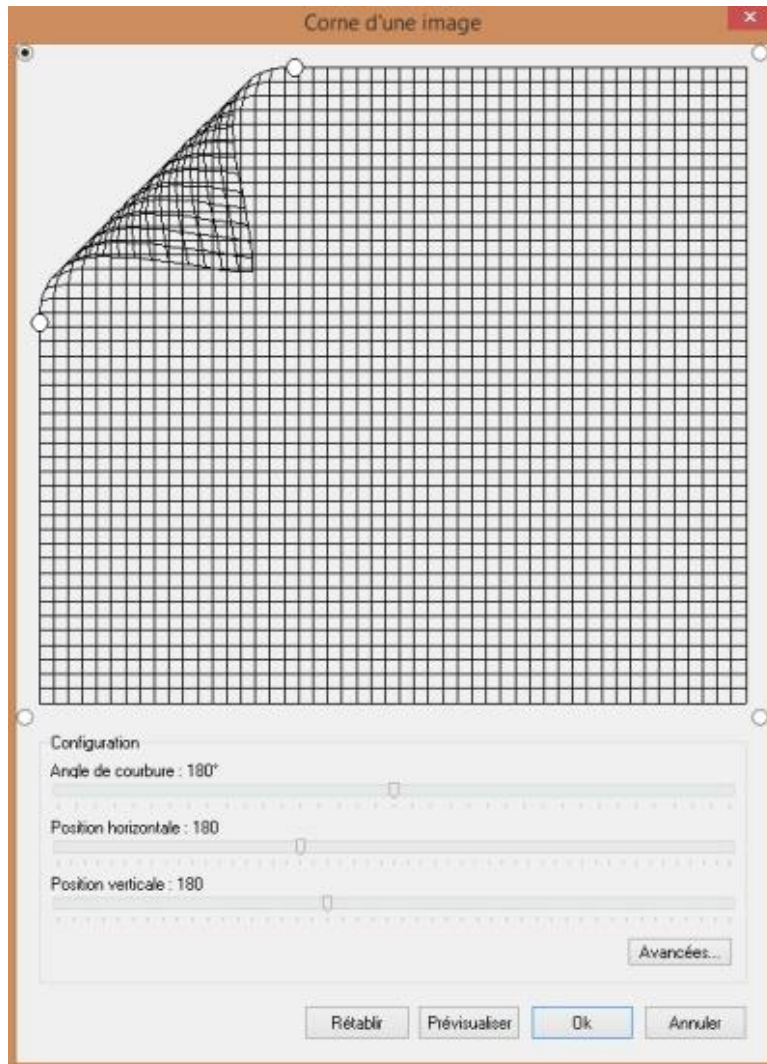 Corne d'une image
Configuration
Angle de courbure : 180°
Position horizontale : 180
Position verticale : 180
Avancées...
Rétablir Prévisualiser Ok Annuler